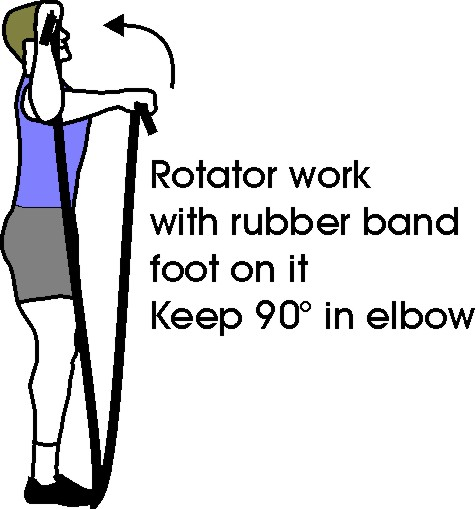 Rotator work
with rubber band
foot on it
Keep 90° in elbow